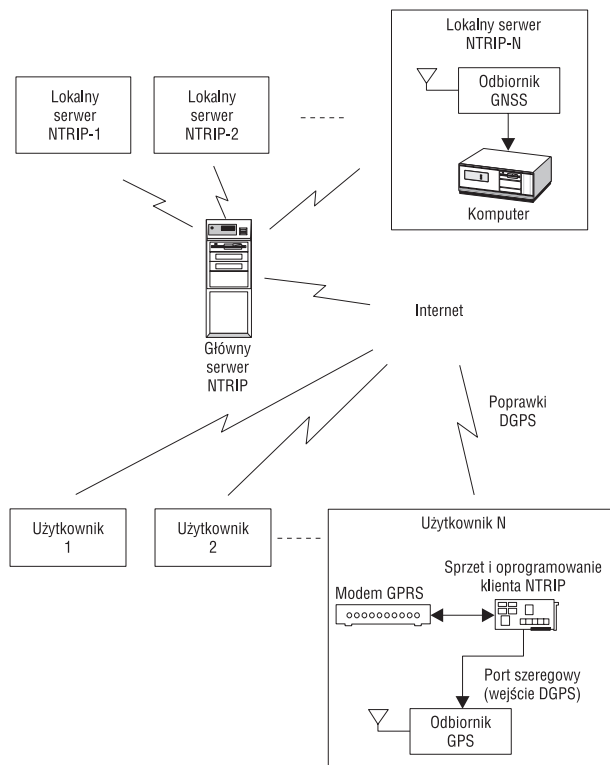 Lokalny serwer
NTRIP-N
Odbiornik
GNSS
Komputer
Lokalny
serwer
NTRIP-1
Lokalny
serwer
NTRIP-2
Główny
serwer
NTRIP
Internet
Poprawki
DGPS
Użytkownik
1
Użytkownik
2
Użytkownik N
Sprzet i oprogramowanie
klienta NTRIP
Modem GPRS
Port szeregowy
(wejście DGPS)
Odbiornik
GPS